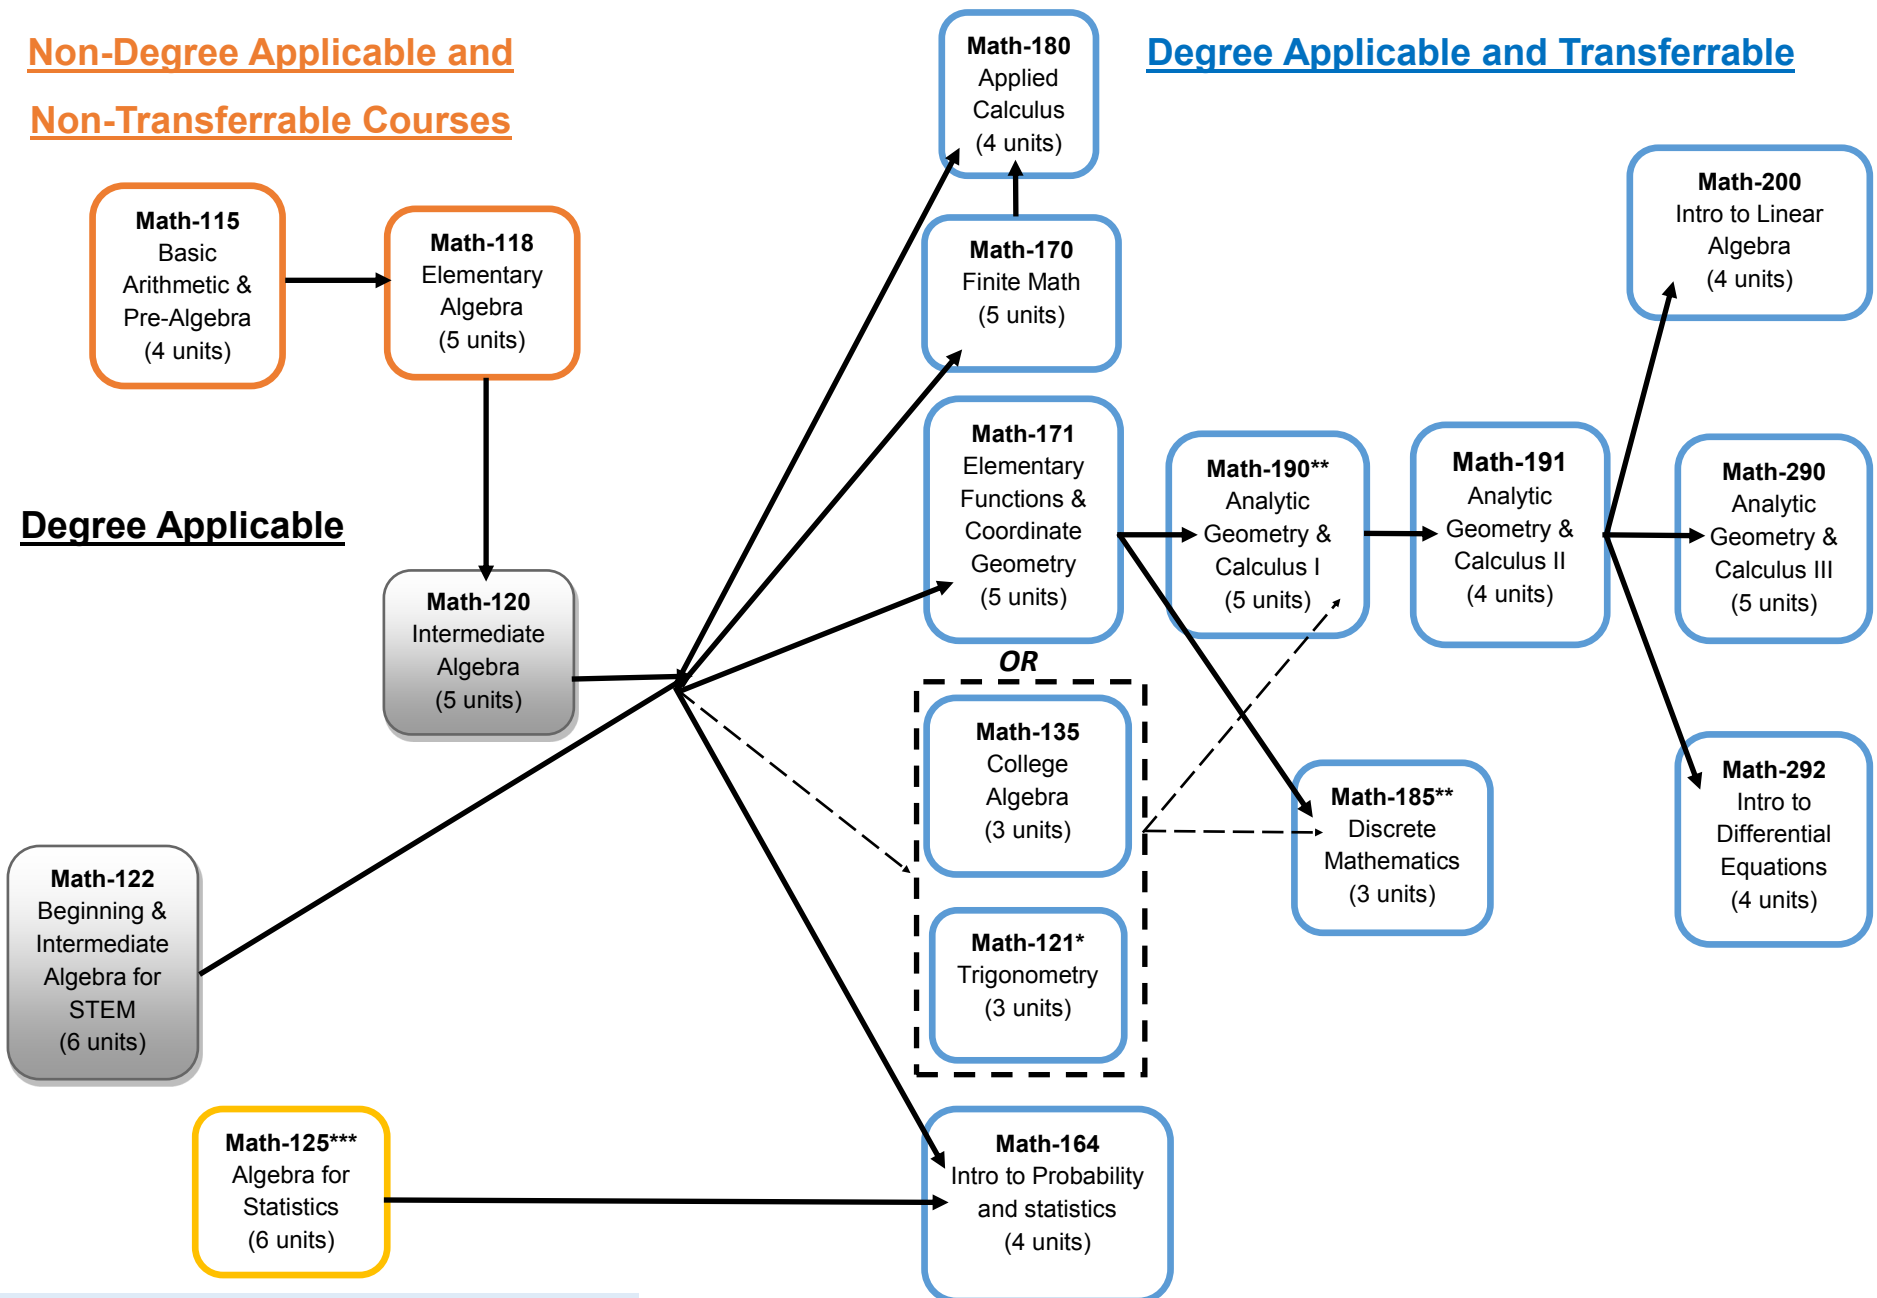 Non-Degree Applicable and
Non-Transferrable Courses
Degree Applicable and Transferrable
Math-180
Applied
Calculus
(4 units)
Math-115
Basic
Arithmetic &
Pre-Algebra
(4 units)
Math-118
Elementary
Algebra
(5 units)
Math-170
Finite Math
(5 units)
Math-200
Intro to Linear
Algebra
(4 units)
Math-171
Elementary
Functions &
Coordinate
Geometry
(5 units)
Math-190**
Analytic
Geometry &
Calculus I
(5 units)
Math-191
Analytic
Geometry &
Calculus II
(4 units)
Math-290
Analytic
Geometry &
Calculus III
(5 units)
Degree Applicable
Math-120
Intermediate
Algebra
(5 units)
OR
Math-135
College
Algebra
(3 units)
Math-185**
Discrete
Mathematics
(3 units)
Math-292
Intro to
Differential
Equations
(4 units)
Math-122
Beginning &
Intermediate
Algebra for
STEM
(6 units)
Math-121*
Trigonometry
(3 units)
Math-125***
Algebra for
Statistics
(6 units)
Math-164
Intro to Probability
and statistics
(4 units)